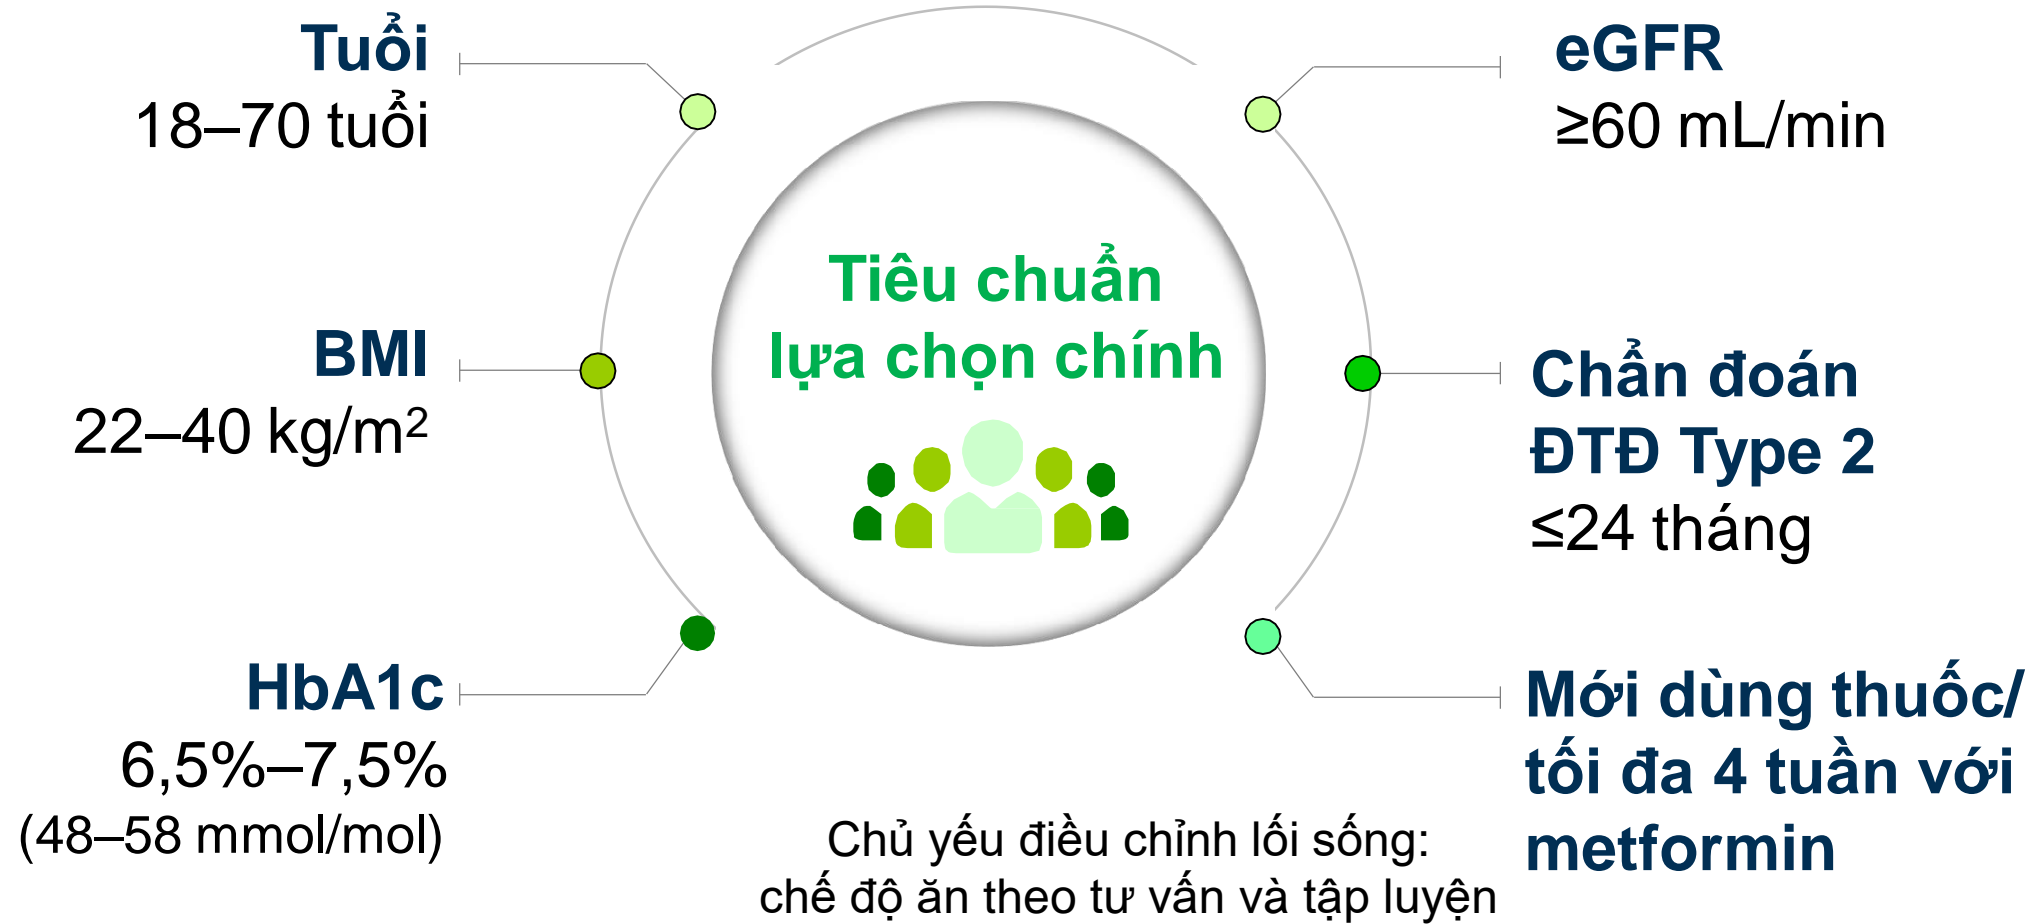 Tuổi
18–70 tuổi
BMI
22–40 kg/m²
HbA1c
6,5%–7,5%
(48–58 mmol/mol)
Tiêu chuẩn
lựa chọn chính
eGFR
≥60 mL/min
Chẩn đoán
ĐTĐ Type 2
≤24 tháng
Mới dùng thuốc/
tối đa 4 tuần với
metformin
Chủ yếu điều chỉnh lối sống:
chế độ ăn theo tư vấn và tập luyện